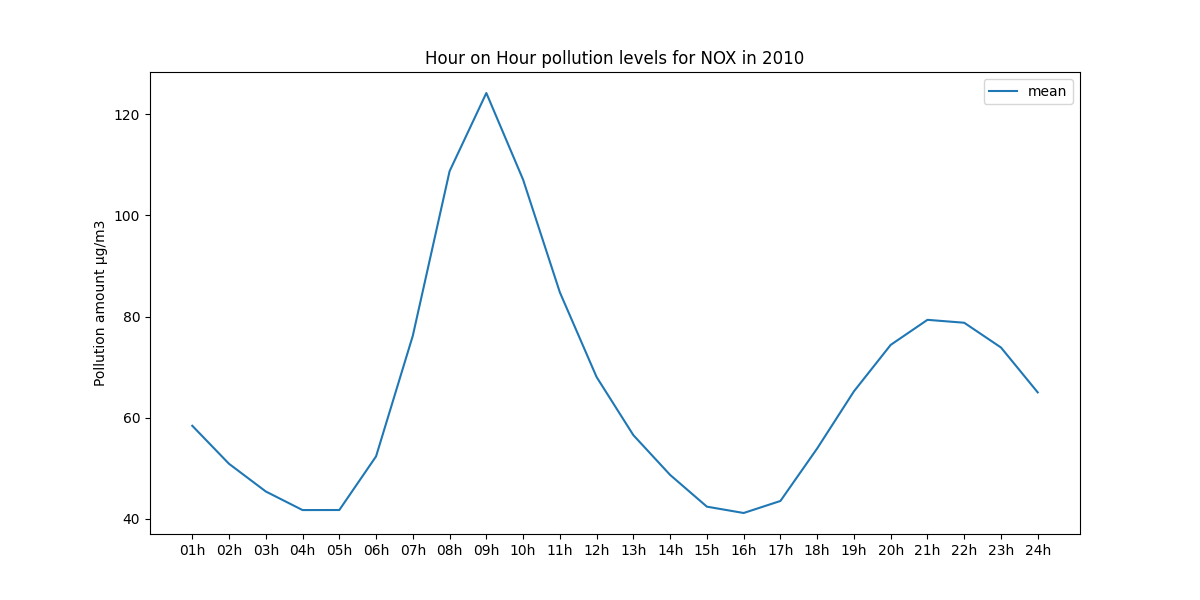 Hour on Hour pollution levels for NOX in 2010
mean
Pollution amount µg/m3
120
100
80
60
40
01h 02h 03h 04h 05h 06h 07h 08h 09h 10h 11h 12h 13h 14h 15h 16h 17h 18h 19h 20h 21h 22h 23h 24h